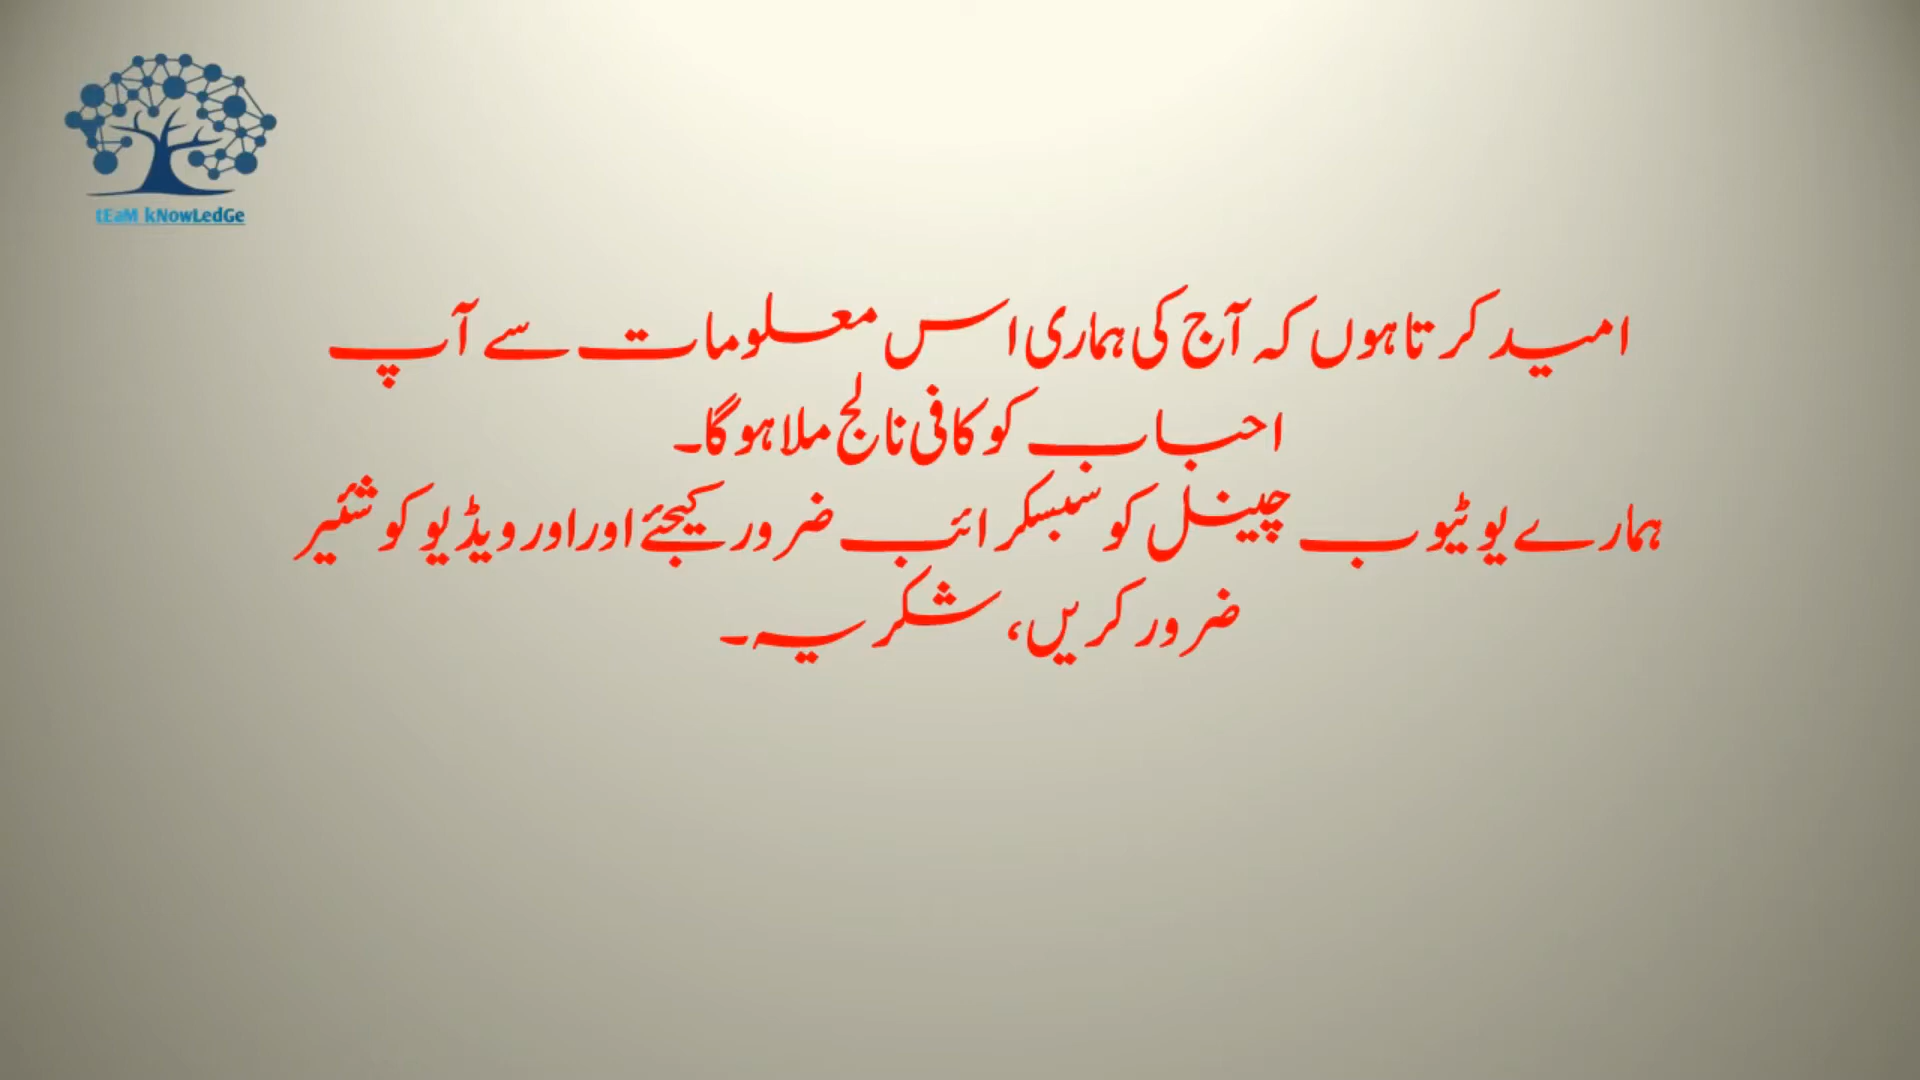 tEaM kNowLedGe
امید کرتا ہوں کہ آج کی ہماری اس معلومات سے آپ
احباب کو کافی نالج ملا ہوگا۔
ہمارے یوٹیوب چینل کو سبسکرائب ضرور کیجئے اور اور ویڈیو کو شئیر
ضرور کریں، شکریہ۔